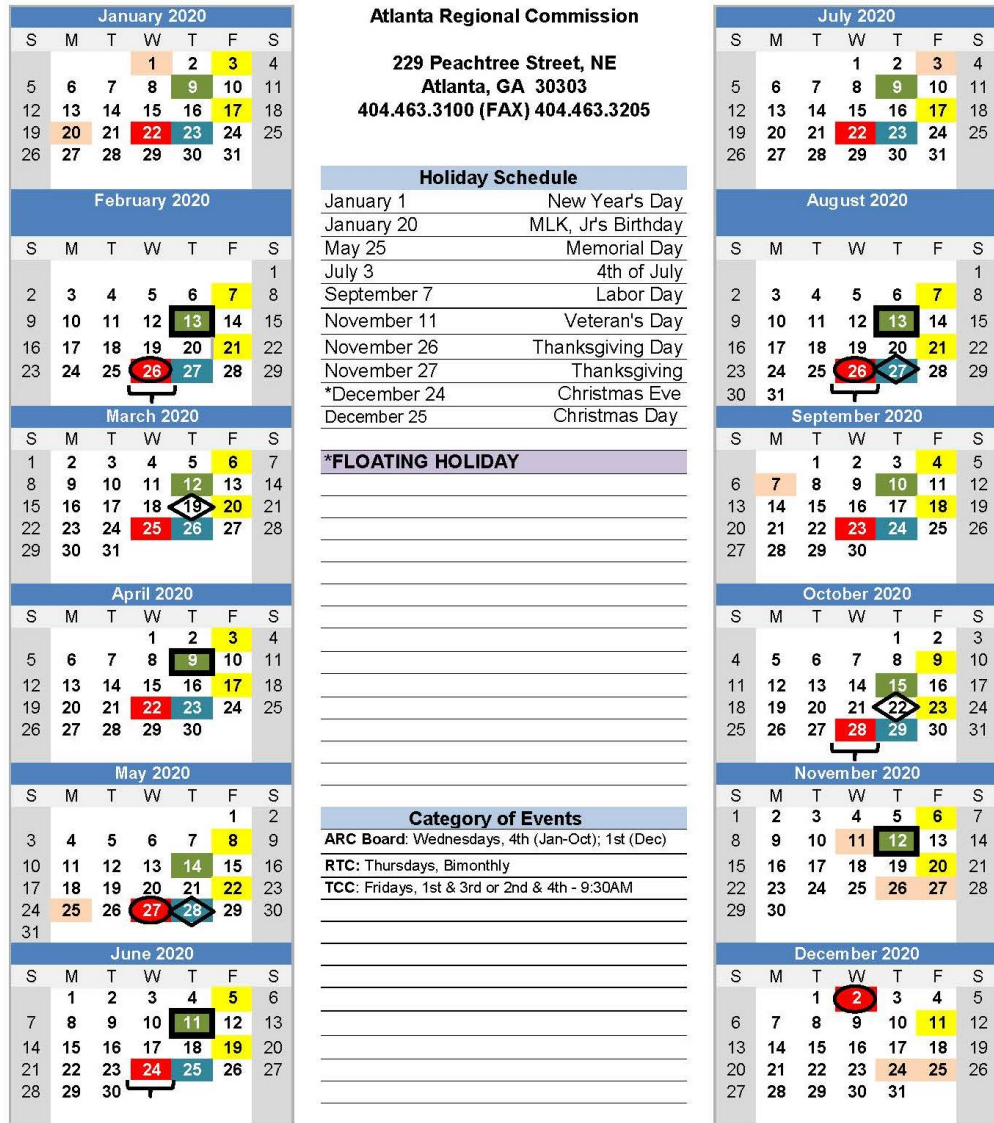 January 2020
S M T W T F S
1 2 3 4
5 6 7 8 9 10 11
12 13 14 15 16 17 18
19 20 21 22 23 24 25
26 27 28 29 30 31
February 2020
S M T W T F S
1
2 3 4 5 6 7 8
9 10 11 12 13 14 15
16 17 18 19 20 21 22
23 24 25 26 27 28 29
March 2020
S M T W T F S
1 2 3 4 5 6 7
8 9 10 11 12 13 14
15 16 17 18 19 20 21
22 23 24 25 26 27 28
29 30 31
April 2020
S M T W T F S
1 2 3 4
5 6 7 8 9 10 11
12 13 14 15 16 17 18
19 20 21 22 23 24 25
26 27 28 29 30
May 2020
S M T W T F S
1 2
3 4 5 6 7 8 9
10 11 12 13 14 15 16
17 18 19 20 21 22 23
24 25 26 27 28 29 30
31
June 2020
S M T W T F S
1 2 3 4 5 6
7 8 9 10 11 12 13
14 15 16 17 18 19 20
21 22 23 24 25 26 27
28 29 30
Atlanta Regional Commission
229 Peachtree Street, NE
Atlanta, GA 30303
404.463.3100 (FAX) 404.463.3205
Holiday Schedule
January 1 New Year's Day
January 20 MLK, Jr's Birthday
May 25 Memorial Day
July 3 4th of July
September 7 Labor Day
November 11 Veteran's Day
November 26 Thanksgiving Day
November 27 Thanksgiving
*December 24 Christmas Eve
December 25 Christmas Day
*FLOATING HOLIDAY
Category of Events
ARC Board: Wednesdays, 4th (Jan-Oct); 1st (Dec)
RTC: Thursdays, Bimonthly
TCC: Fridays, 1st & 3rd or 2nd & 4th - 9:30AM
July 2020
S M T W T F S
1 2 3 4
5 6 7 8 9 10 11
12 13 14 15 16 17 18
19 20 21 22 23 24 25
26 27 28 29 30 31
August 2020
S M T W T F S
1
2 3 4 5 6 7 8
9 10 11 12 13 14 15
16 17 18 19 20 21 22
23 24 25 26 27 28 29
30 31
September 2020
S M T W T F S
1 2 3 4 5
6 7 8 9 10 11 12
13 14 15 16 17 18 19
20 21 22 23 24 25 26
27 28 29 30
October 2020
S M T W T F S
1 2 3
4 5 6 7 8 9 10
11 12 13 14 15 16 17
18 19 20 21 22 23 24
25 26 27 28 29 30 31
November 2020
S M T W T F S
1 2 3 4 5 6 7
8 9 10 11 12 13 14
15 16 17 18 19 20 21
22 23 24 25 26 27 28
29 30
December 2020
S M T W T F S
1 2 3 4 5
6 7 8 9 10 11 12
13 14 15 16 17 18 19
20 21 22 23 24 25 26
27 28 29 30 31